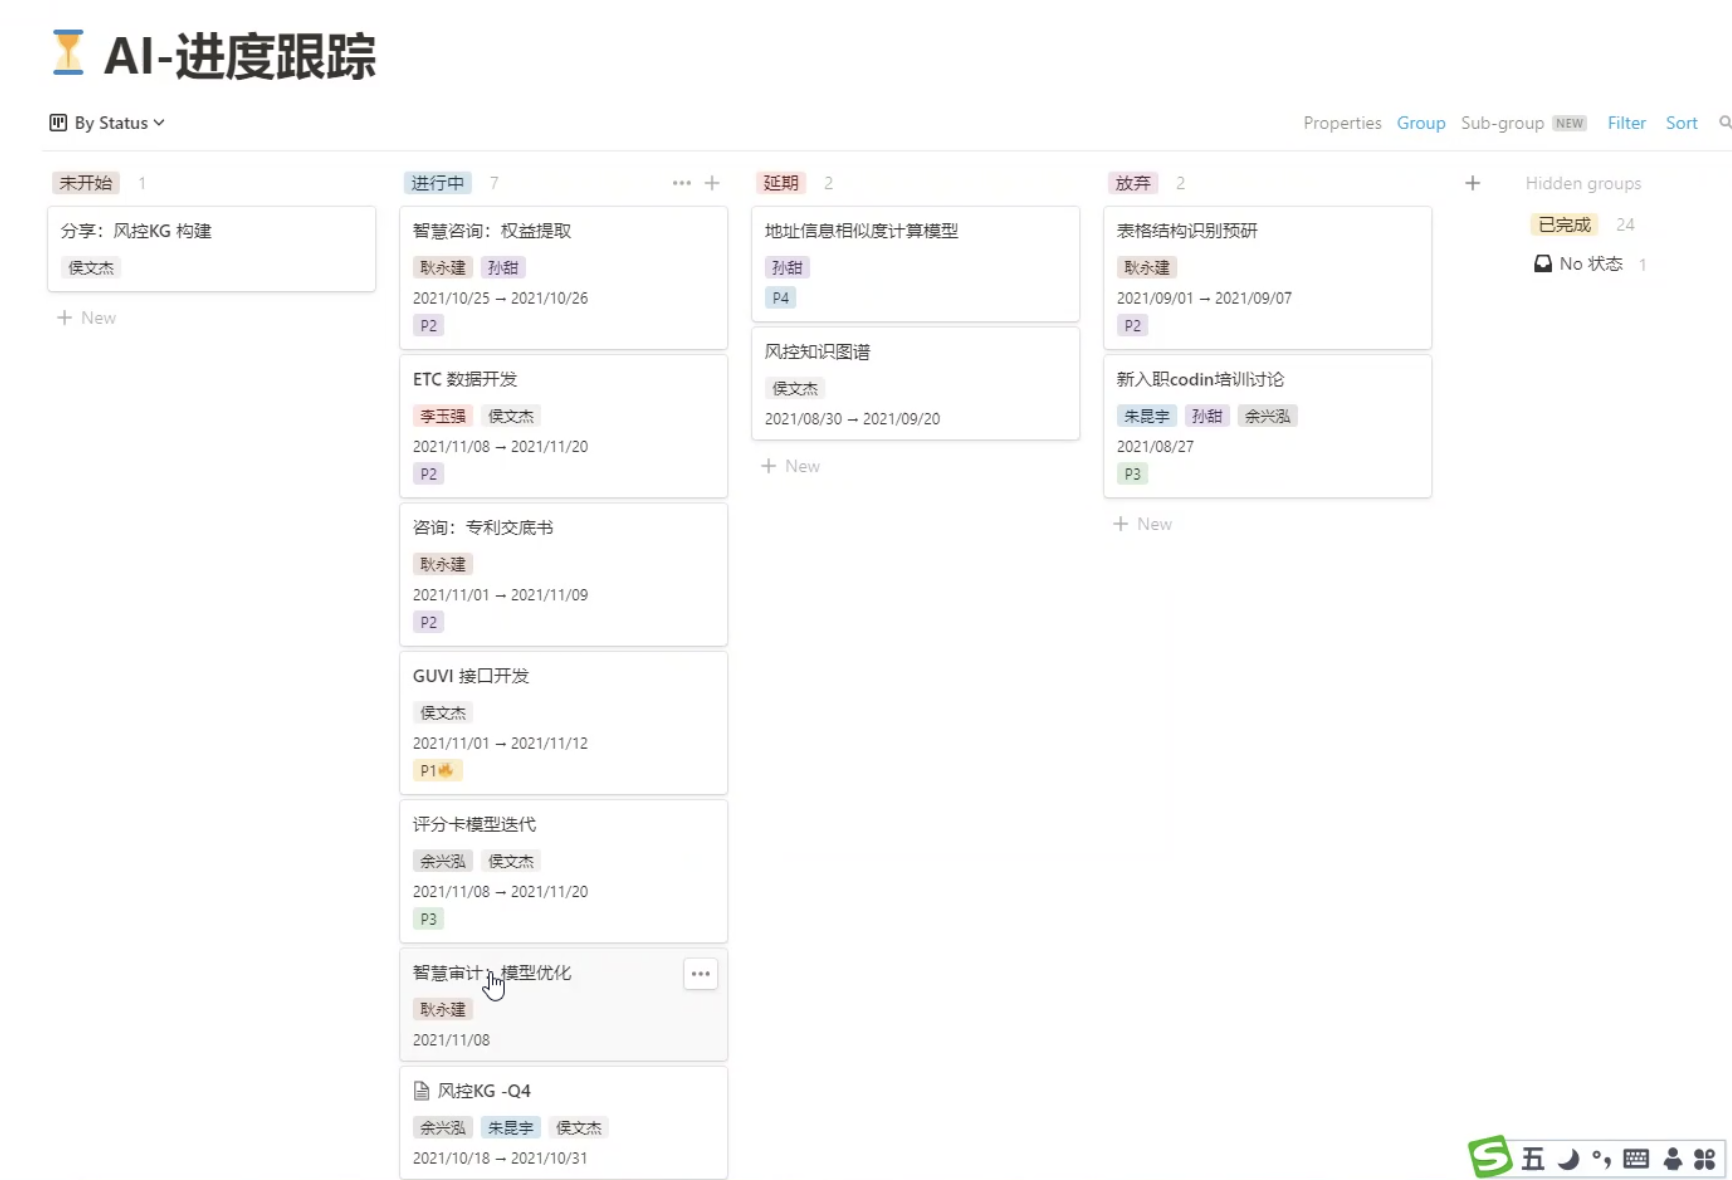 AI-进度跟踪
By Status
Properties Group Sub-group NEW Filter Sort
未开始 1
分享：风控KG 构建
侯文杰
New
进行中 7
智慧咨询：权益提取
耿永建 孙甜
2021/10/25 → 2021/10/26
P2
ETC 数据开发
李玉强 侯文杰
2021/11/08 → 2021/11/20
P2
咨询：专利交底书
耿永建
2021/11/01 → 2021/11/09
P2
GUVI 接口开发
侯文杰
2021/11/01 → 2021/11/12
P1🔥
评分卡模型迭代
余兴泓 侯文杰
2021/11/08 → 2021/11/20
P3
智慧审计：模型优化
耿永建
2021/11/08
风控KG -Q4
余兴泓 朱昆宇 侯文杰
2021/10/18 → 2021/10/31
延期 2
地址信息相似度计算模型
孙甜
P4
风控知识图谱
侯文杰
2021/08/30 → 2021/09/20
New
放弃 2
表格结构识别预研
耿永建
2021/09/01 → 2021/09/07
P2
新入职codin培训讨论
朱昆宇 孙甜 余兴泓
2021/08/27
P3
New
Hidden groups
已完成 24
No 状态 1
S 五